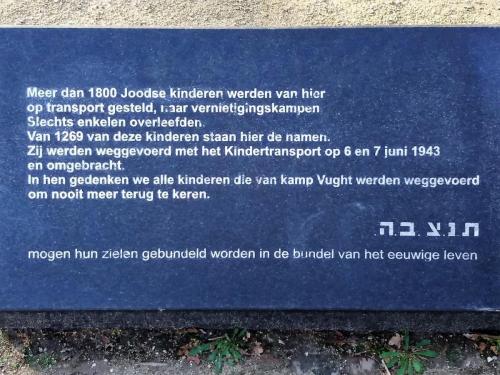 Meer dan 1800 Joodse kinderen werden van hier
op transport gesteld, naar vernietigingskampen
Slechts enkelen overleefden.
Van 1269 van deze kinderen staan hier de namen.
Zij werden weggevoerd met het Kindertransport op 6 en 7 juni 1943
en omgebracht.
In hen gedenken we alle kinderen die van kamp Vught werden weggevoerd
om nooit meer terug te keren.
ת.נ.צ.ב.ה.
mogen hun zielen gebundeld worden in de bundel van het eeuwige leven